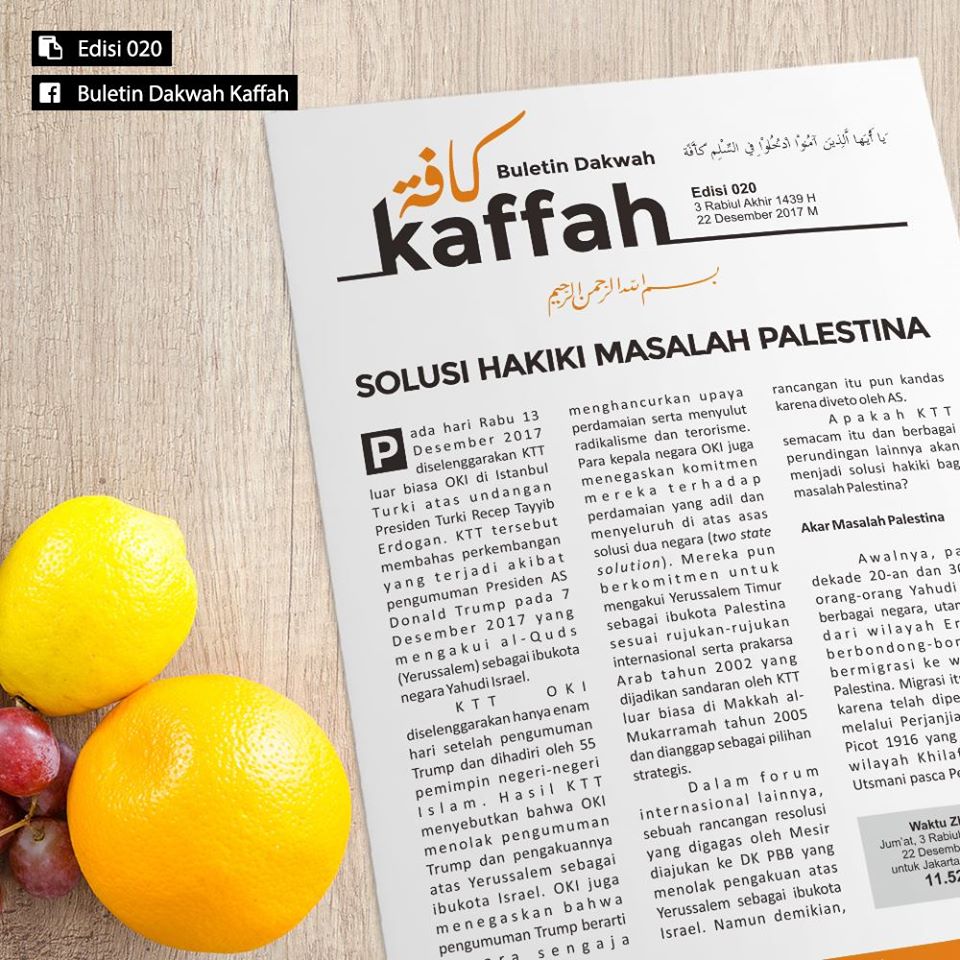 Edisi 020
Buletin Dakwah Kaffah
كافة
Buletin Dakwah
kaffah
يَا أَيُّهَا الَّذِينَ آمَنُوا ادْخُلُوا فِي السِّلْمِ كَافَّةً
Edisi 020
3 Rabiul Akhir 1439 H
22 Desember 2017 M
بسم الله الرحمن الرحيم
SOLUSI HAKIKI MASALAH PALESTINA
Pada hari Rabu 13
Desember 2017
diselenggarakan KTT
luar biasa OKI di Istanbul
Turki atas undangan
Presiden Turki Recep Tayyib
Erdogan. KTT tersebut
membahas perkembangan
yang terjadi akibat
pengumuman Presiden AS
Donald Trump pada 7
Desember 2017 yang
mengakui al-Quds
(Yerussalem) sebagai ibukota
negara Yahudi Israel.
KTT OKI
diselenggarakan hanya enam
hari setelah pengumuman
Trump dan dihadiri oleh 55
pemimpin negeri-negeri
Islam. Hasil KTT
menyebutkan bahwa OKI
menolak pengumuman
Trump dan pengakuannya
atas Yerussalem sebagai
ibukota Israel. OKI juga
menegaskan bahwa
pengumuman Trump berarti
sengaja
menghancurkan upaya
perdamaian serta menyulut
radikalisme dan terorisme.
Para kepala negara OKI juga
menegaskan komitmen
mereka terhadap
perdamaian yang adil dan
menyeluruh di atas asas
solusi dua negara (two state
solution). Mereka pun
berkomitmen untuk
mengakui Yerussalem Timur
sebagai ibukota Palestina
sesuai rujukan-rujukan
internasional serta prakarsa
Arab tahun 2002 yang
dijadikan sandaran oleh KTT
luar biasa di Makkah al-
Mukarramah tahun 2005
dan dianggap sebagai pilihan
strategis.
Dalam forum
internasional lainnya,
sebuah rancangan resolusi
yang digagas oleh Mesir
diajukan ke DK PBB yang
menolak pengakuan atas
Yerussalem sebagai ibukota
Israel. Namun demikian,
rancangan itu pun kandas
karena diveto oleh AS.
Apakah KTT
semacam itu dan berbagai
perundingan lainnya akan
menjadi solusi hakiki bag
masalah Palestina?
Akar Masalah Palestina
Awalnya, pa
dekade 20-an dan 30
orang-orang Yahudi
berbagai negara, utan
dari wilayah Er
berbondong-bon
bermigrasi ke w
Palestina. Migrasi it
karena telah dipe
melalui Perjanjia
Picot 1916 yang
wilayah Khilaf
Utsmani pasca Pe
Waktu Zh
Jum'at, 3 Rabiul
22 Desemb
untuk Jakarta
11.52